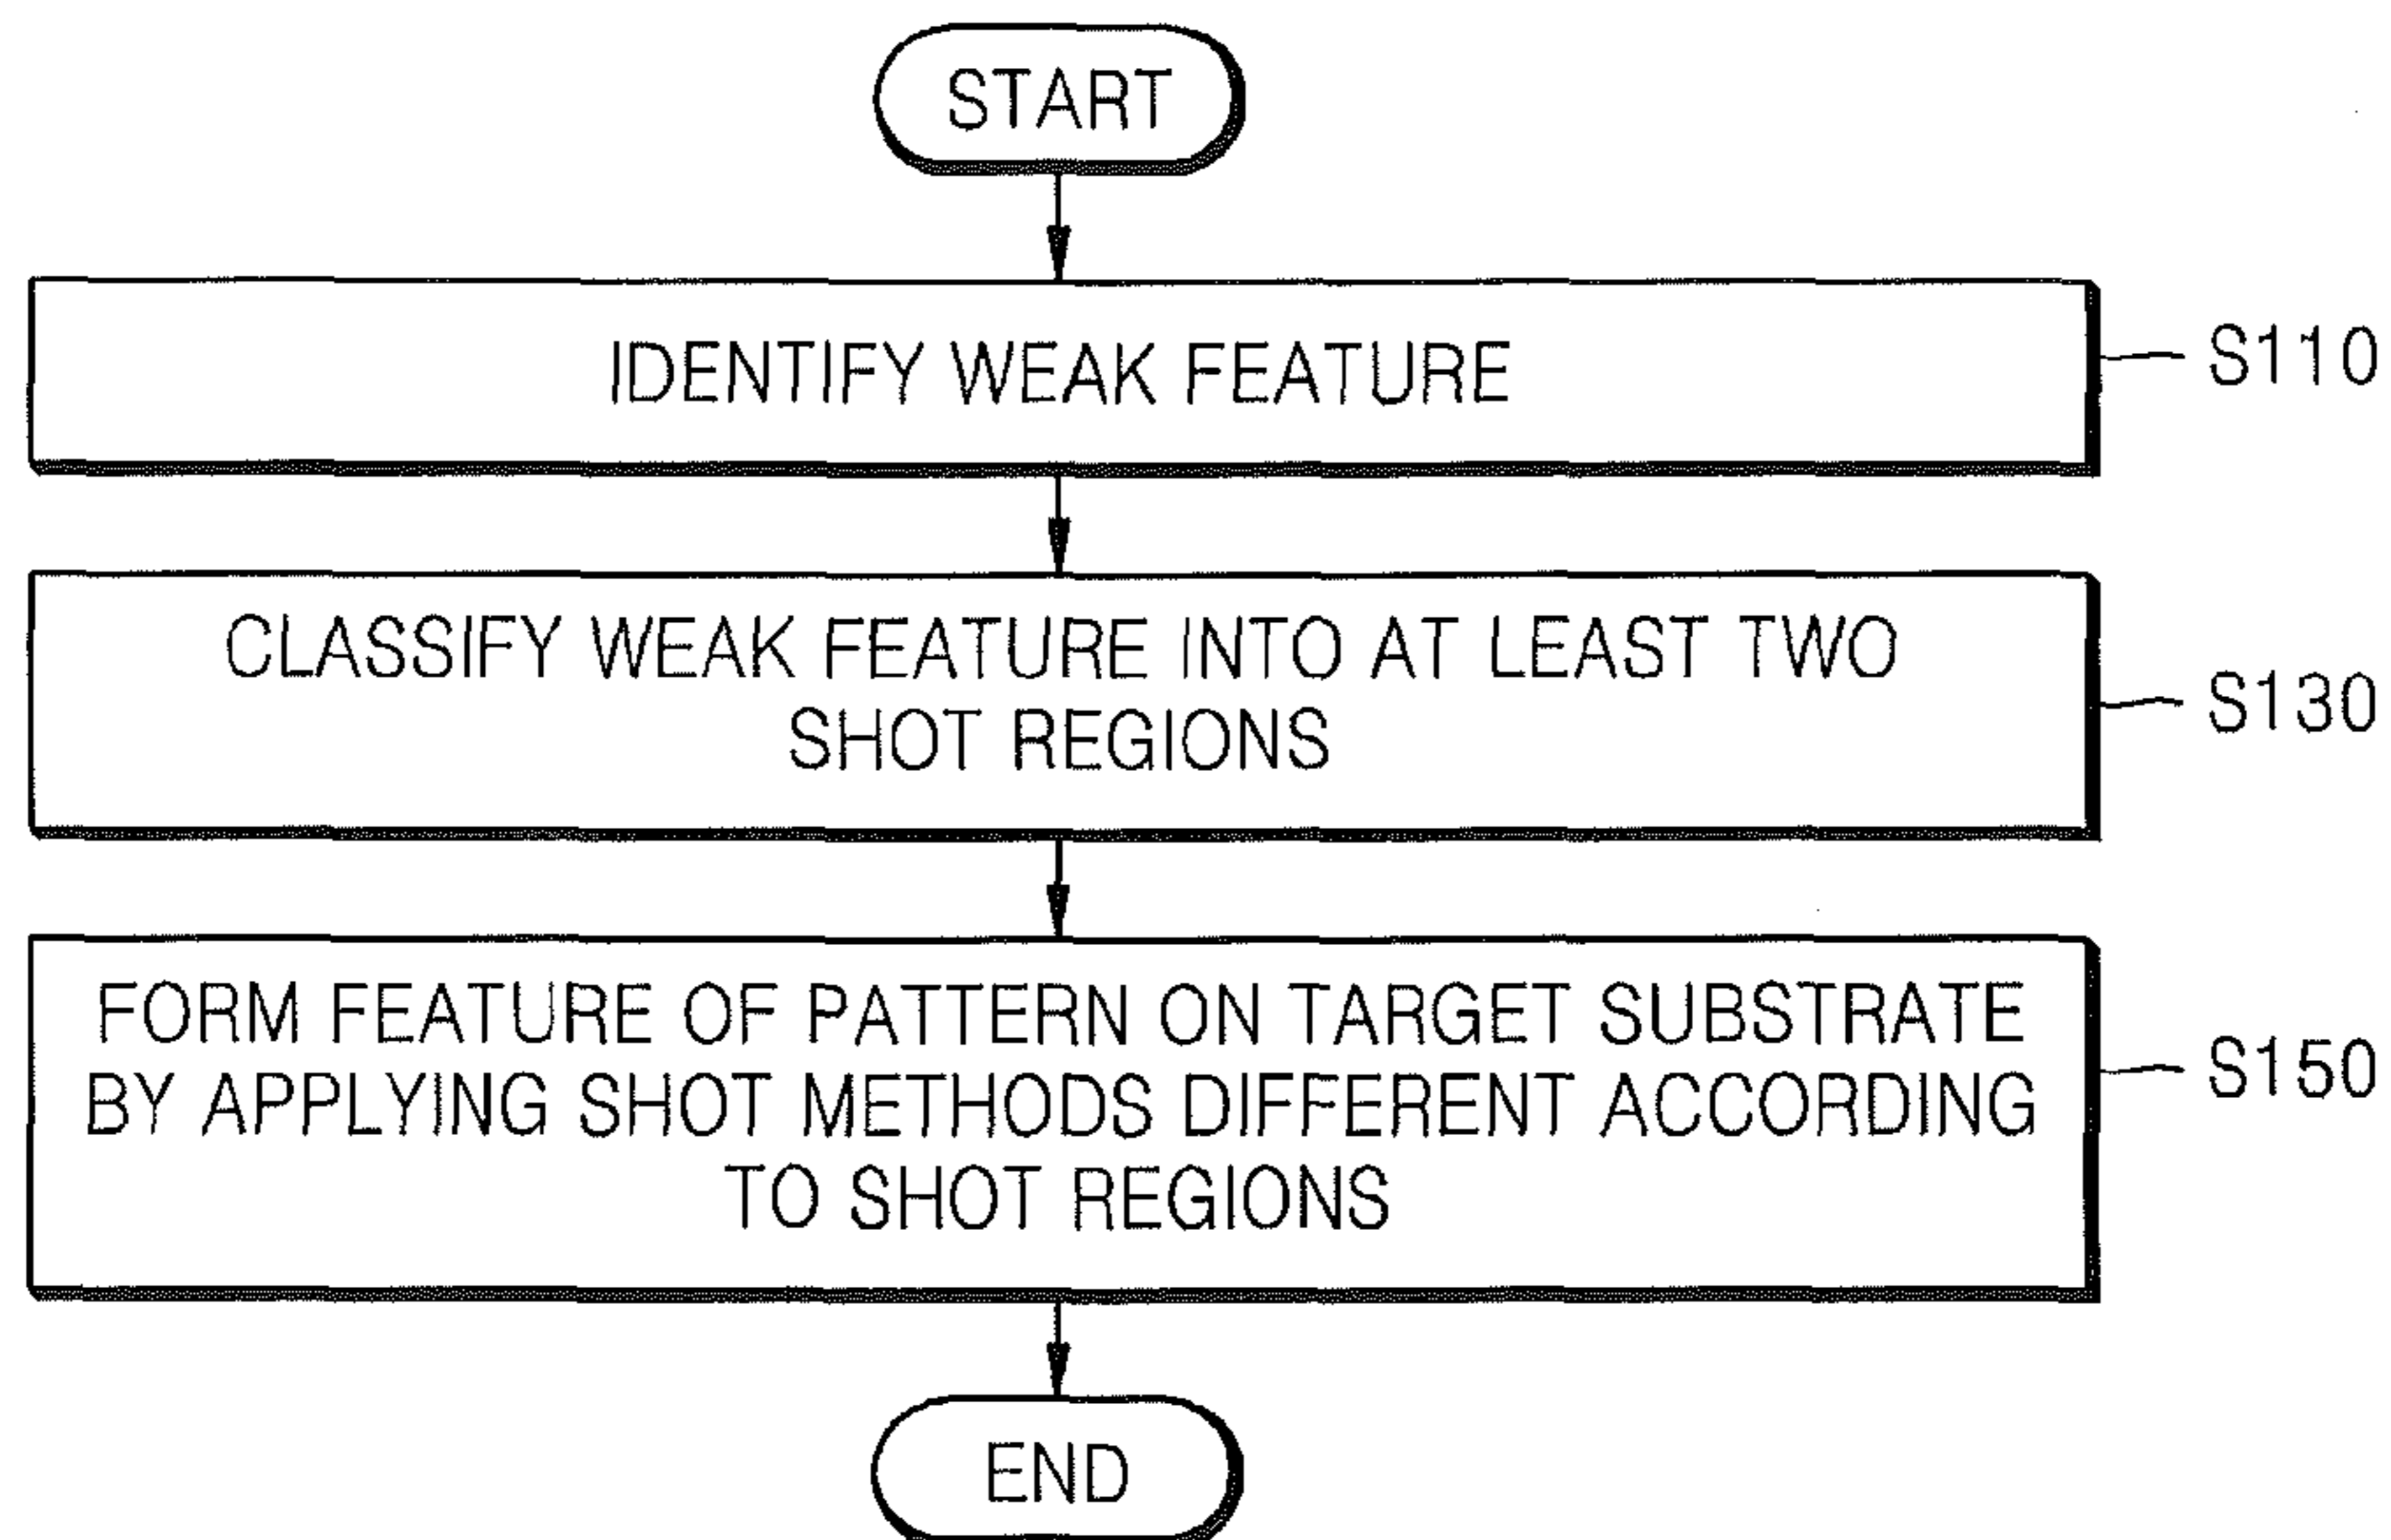 START
IDENTIFY WEAK FEATURE
S110
CLASSIFY WEAK FEATURE INTO AT LEAST TWO
SHOT REGIONS
S130
FORM FEATURE OF PATTERN ON TARGET SUBSTRATE
BY APPLYING SHOT METHODS DIFFERENT ACCORDING
TO SHOT REGIONS
S150
END